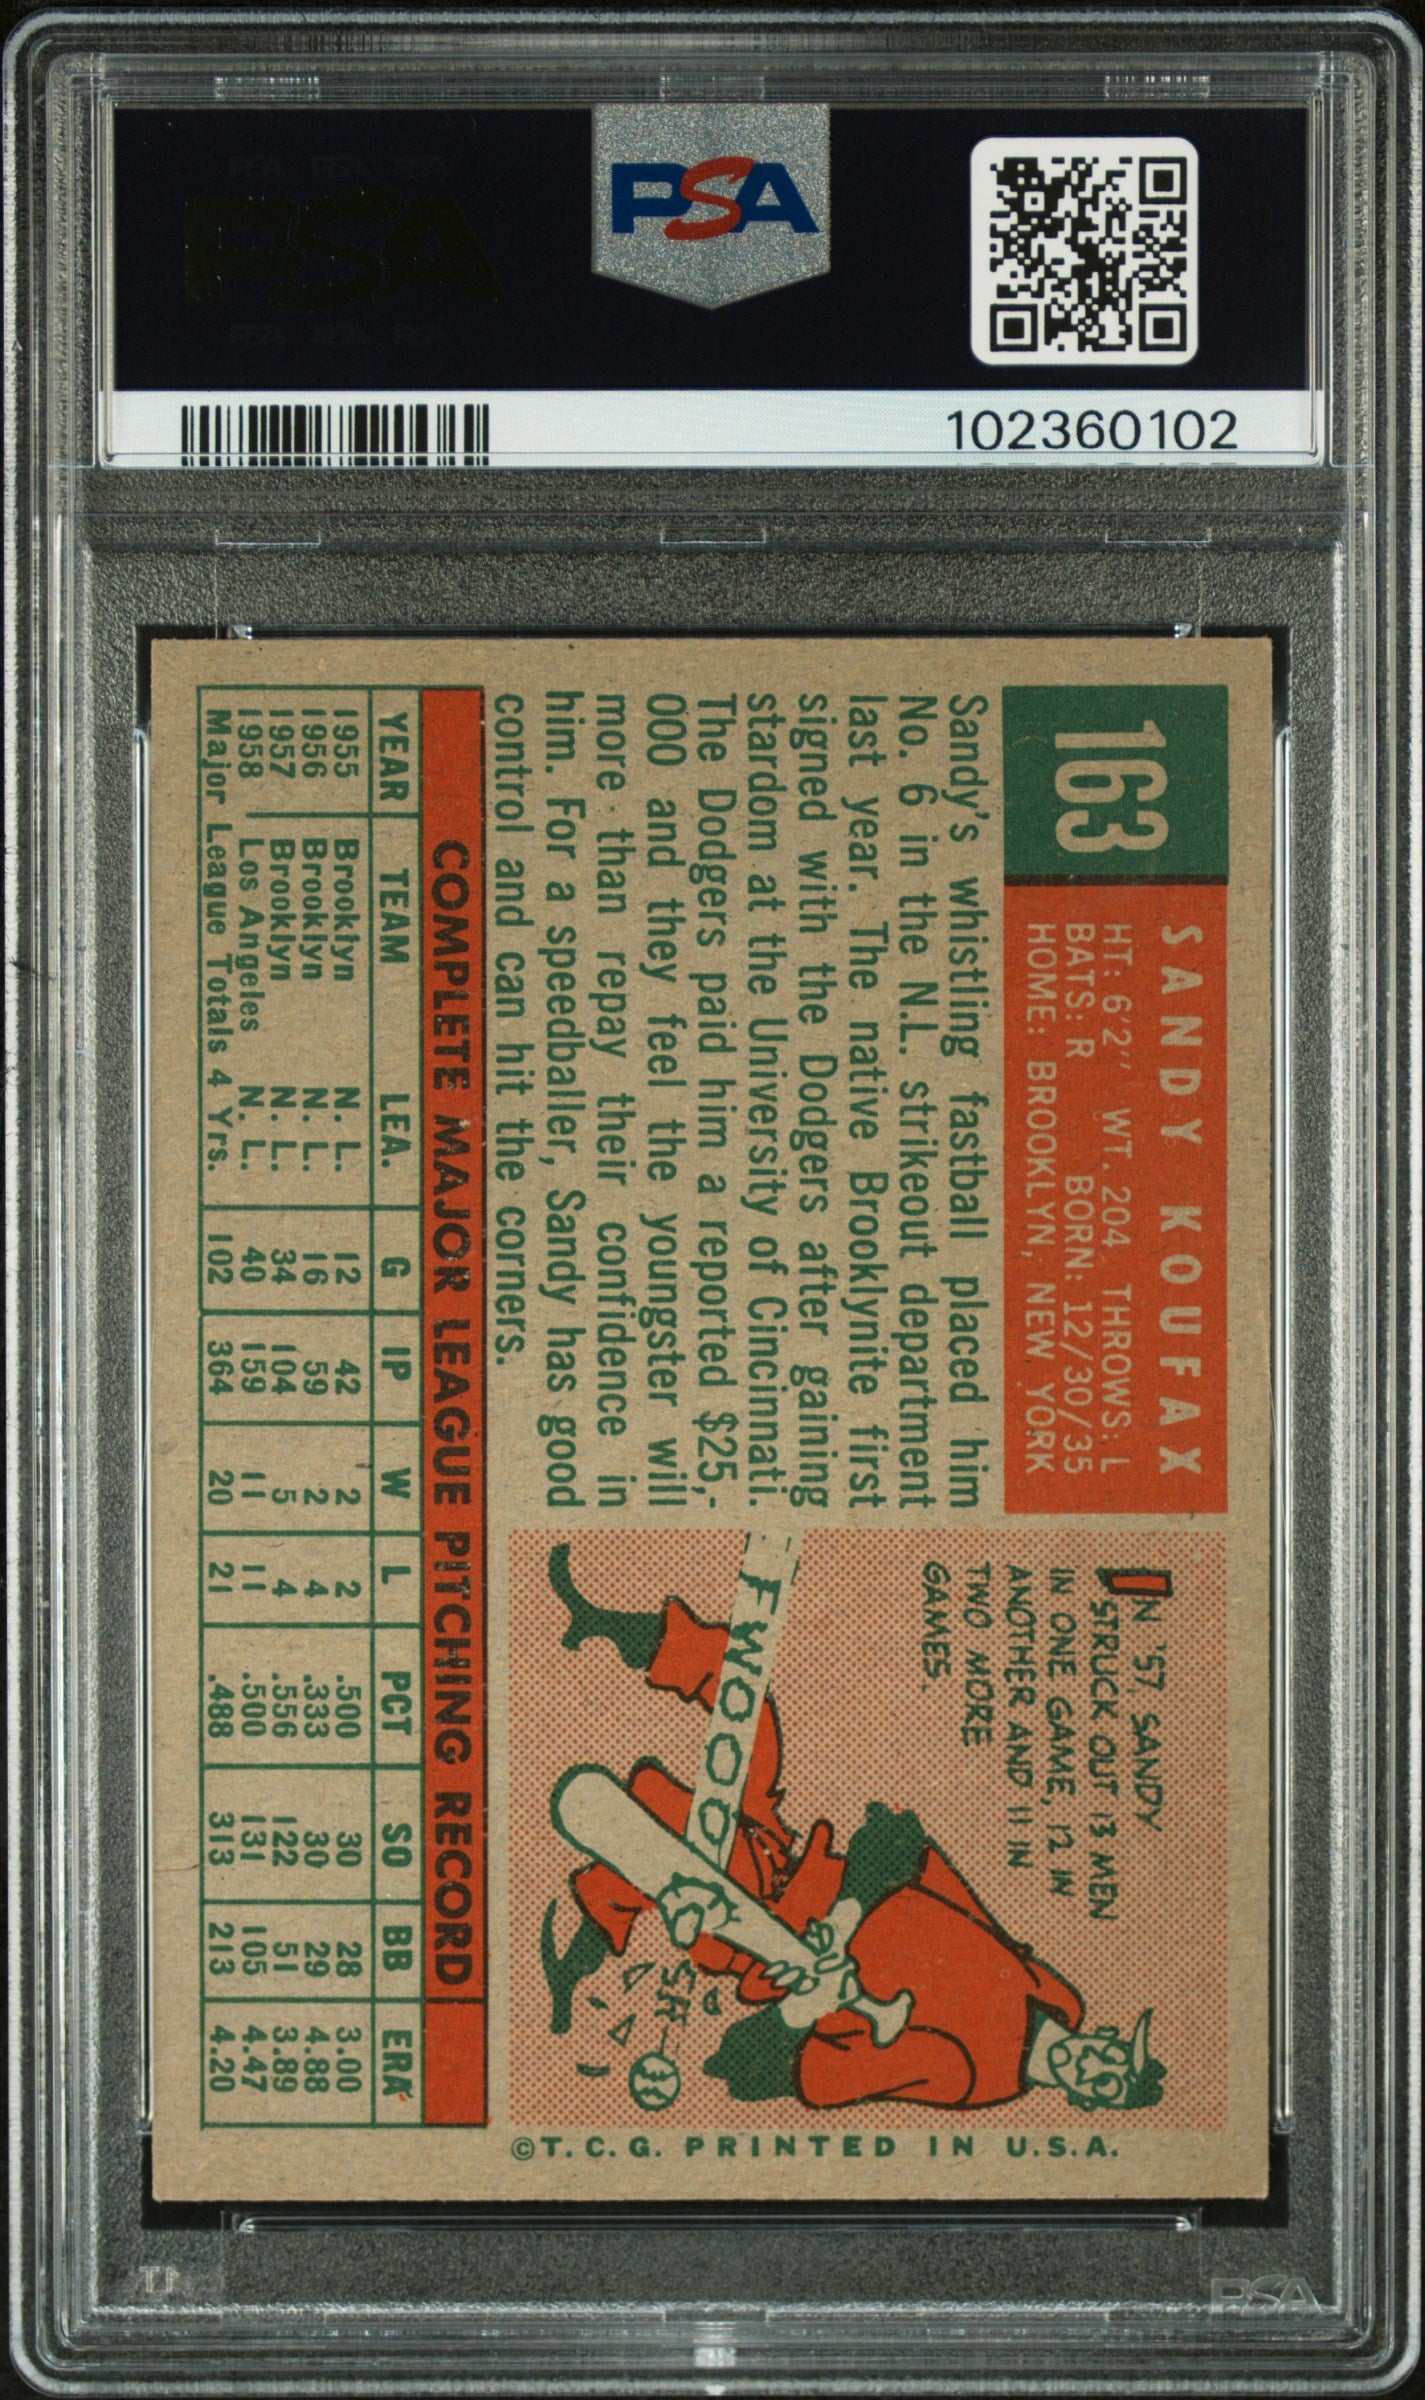 PSA
PSA PSA PSA
PSA
PSA PSA PSA
102360102
163
SANDY KOUFAX
HT: 6'2" WT. 204 THROWS: L
BATS: R BORN: 12/30/35
HOME: BROOKLYN, NEW YORK
Sandy's whistling fastball placed him
No. 6 in the N.L. strikeout department
last year. The native Brooklynite first
signed with the Dodgers after gaining
stardom at the University of Cincinnati.
The Dodgers paid him a reported $25,-
000 and they feel the youngster will
more than repay their confidence in
him. For a speedballer, Sandy has good
control and can hit the corners.
IN '57, SANDY
STRUCK OUT 13 MEN
IN ONE GAME, 12 IN
ANOTHER AND 11 IN
TWO MORE
GAMES.
FWOOOO
SH
©T.C.G. PRINTED IN U.S.A.
COMPLETE MAJOR LEAGUE PITCHING RECORD
YEAR TEAM LEA. G IP W L PCT SO BB ERA
1955 Brooklyn N. L. 12 42 2 2 .500 30 28 3.00
1956 Brooklyn N. L. 16 59 2 4 .333 30 29 4.88
1957 Brooklyn N. L. 34 104 5 4 .556 122 51 3.89
1958 Los Angeles N. L. 40 159 11 11 .500 131 105 4.47
Major League Totals 4 Yrs. 102 364 20 21 .488 313 213 4.20
PSA